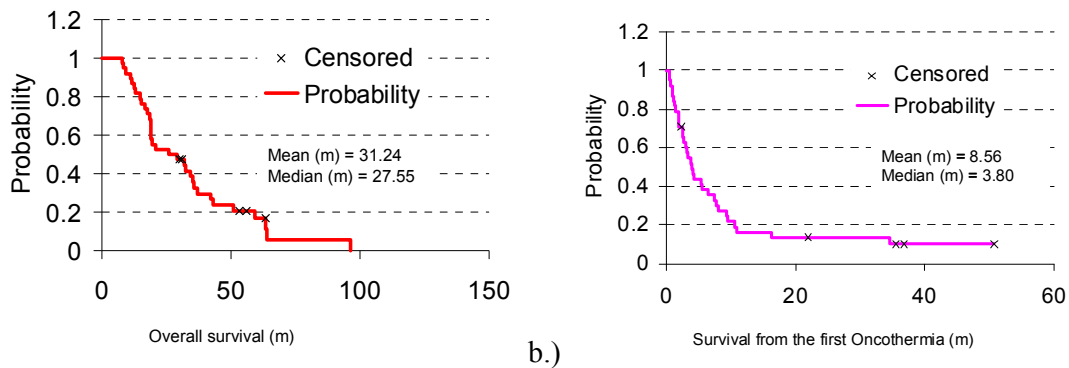 1.2
1
0.8
0.6
0.4
0.2
0
Probability
Censored
Probability
Mean (m) = 31.24
Median (m) = 27.55
0 50 100 150
Overall survival (m)
b.)
1.2
1
0.8
0.6
0.4
0.2
0
Probability
Censored
Probability
Mean (m) = 8.56
Median (m) = 3.80
0 20 40 60
Survival from the first Oncothermia (m)